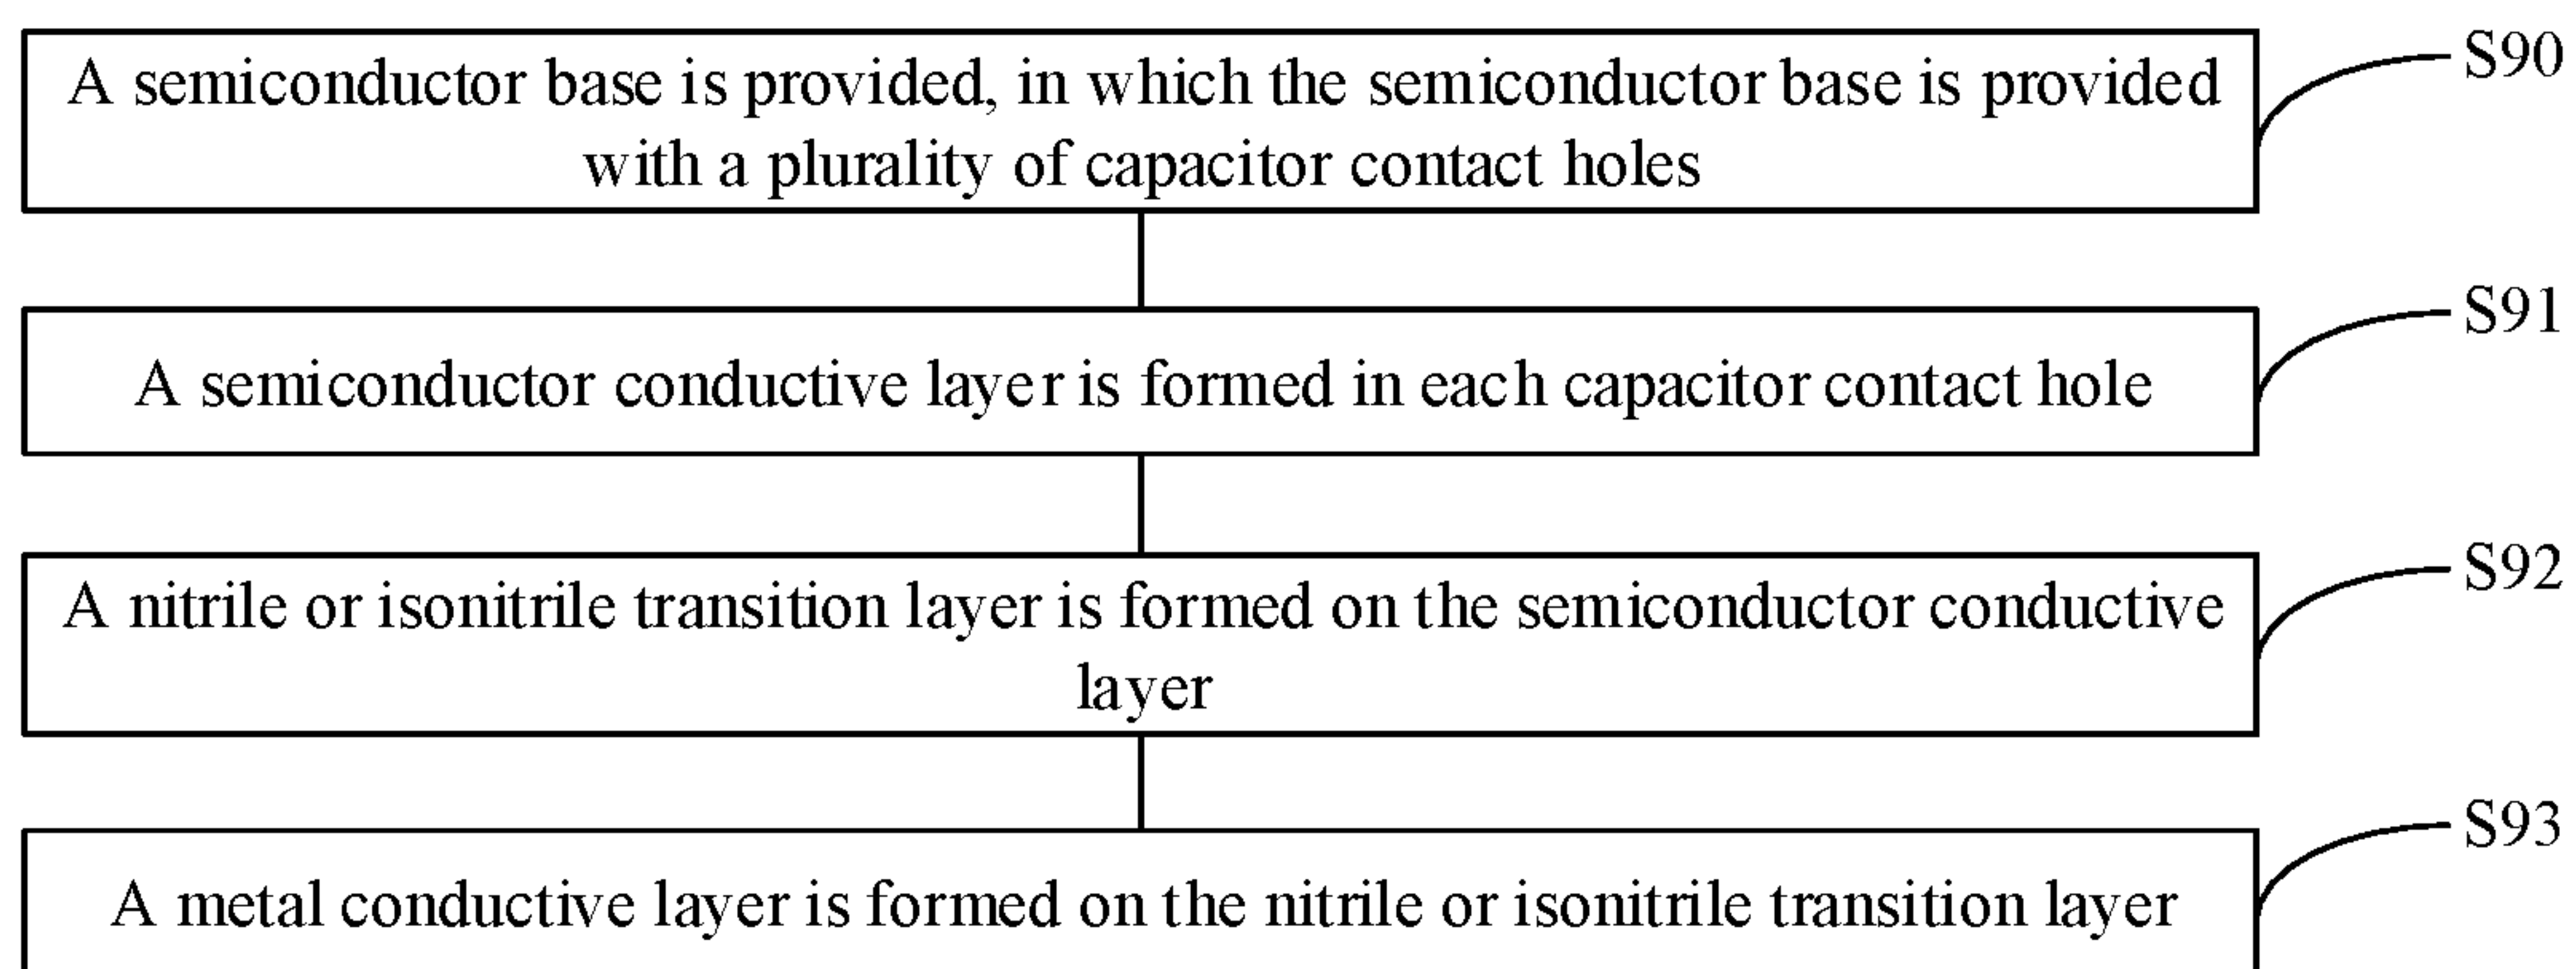 A semiconductor base is provided, in which the semiconductor base is provided
with a plurality of capacitor contact holes
S90
A semiconductor conductive layer is formed in each capacitor contact hole
S91
A nitrile or isonitrile transition layer is formed on the semiconductor conductive
layer
S92
A metal conductive layer is formed on the nitrile or isonitrile transition layer
S93